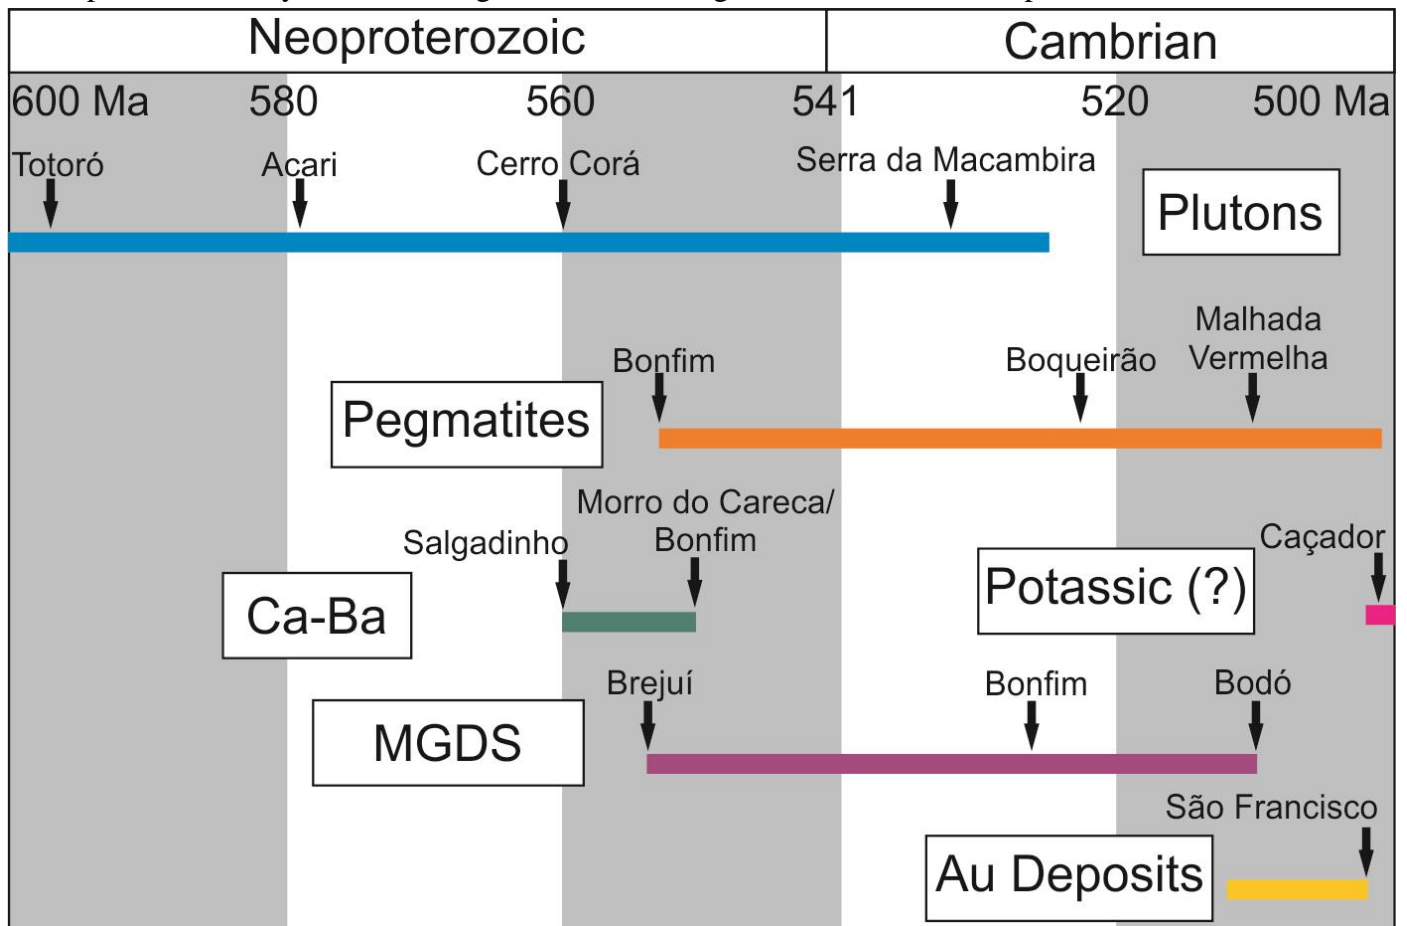 Neoproterozoic
Cambrian
600 Ma
580
560
541
520
500 Ma
Totoró
Acari
Cerro Corá
Serra da Macambira
Plutons
Malhada
Vermelha
Bonfim
Boqueirão
Pegmatites
Morro do Careca/
Bonfim
Salgadinho
Caçador
Ca-Ba
Potassic (?)
Brejuí
Bonfim
Bodó
MGDS
São Francisco
Au Deposits